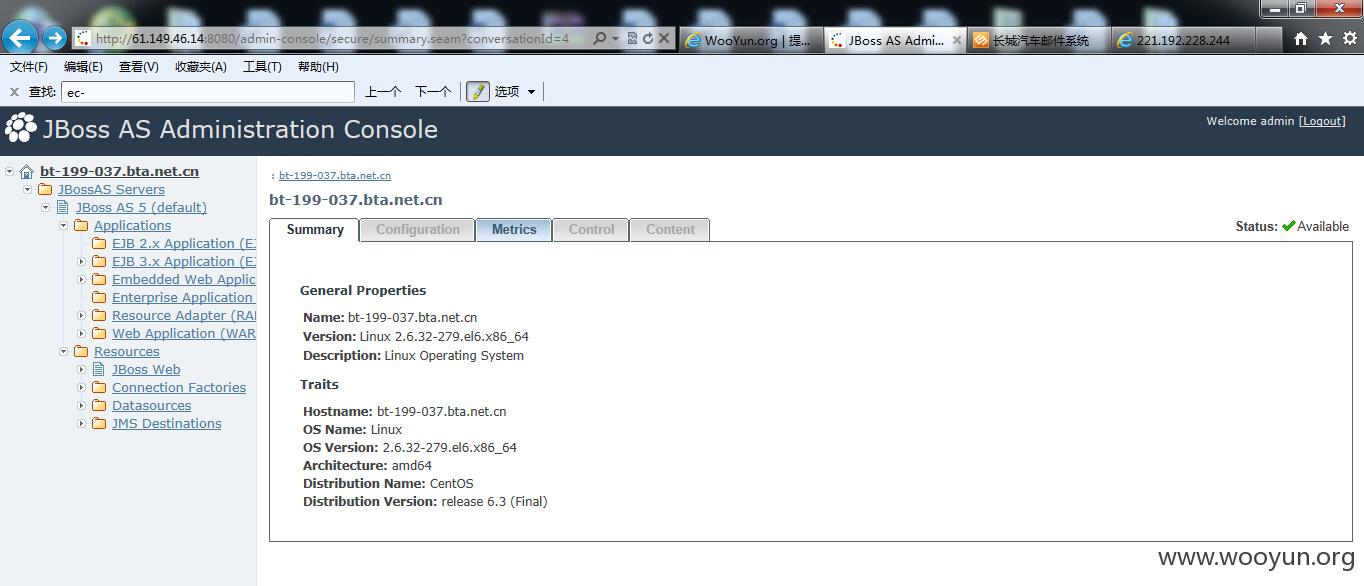 http://61.149.46.14:8080/admin-console/secure/summary.seam?conversationId=4
WooYun.org | 提...
JBoss AS Admi...
长城汽车邮件系统
221.192.228.244
文件(F) 编辑(E) 查看(V) 收藏夹(A) 工具(T) 帮助(H)
查找: ec- 上一个 下一个 选项
JBoss AS Administration Console
Welcome admin [Logout]
bt-199-037.bta.net.cn
JBossAS Servers
JBoss AS 5 (default)
Applications
EJB 2.x Application (E
EJB 3.x Application (E
Embedded Web Applic
Enterprise Application
Resource Adapter (RA
Web Application (WAR
Resources
JBoss Web
Connection Factories
Datasources
JMS Destinations
: bt-199-037.bta.net.cn
bt-199-037.bta.net.cn
Summary Configuration Metrics Control Content
Status: Available
General Properties
Name: bt-199-037.bta.net.cn
Version: Linux 2.6.32-279.el6.x86_64
Description: Linux Operating System
Traits
Hostname: bt-199-037.bta.net.cn
OS Name: Linux
OS Version: 2.6.32-279.el6.x86_64
Architecture: amd64
Distribution Name: CentOS
Distribution Version: release 6.3 (Final)
www.wooyun.org